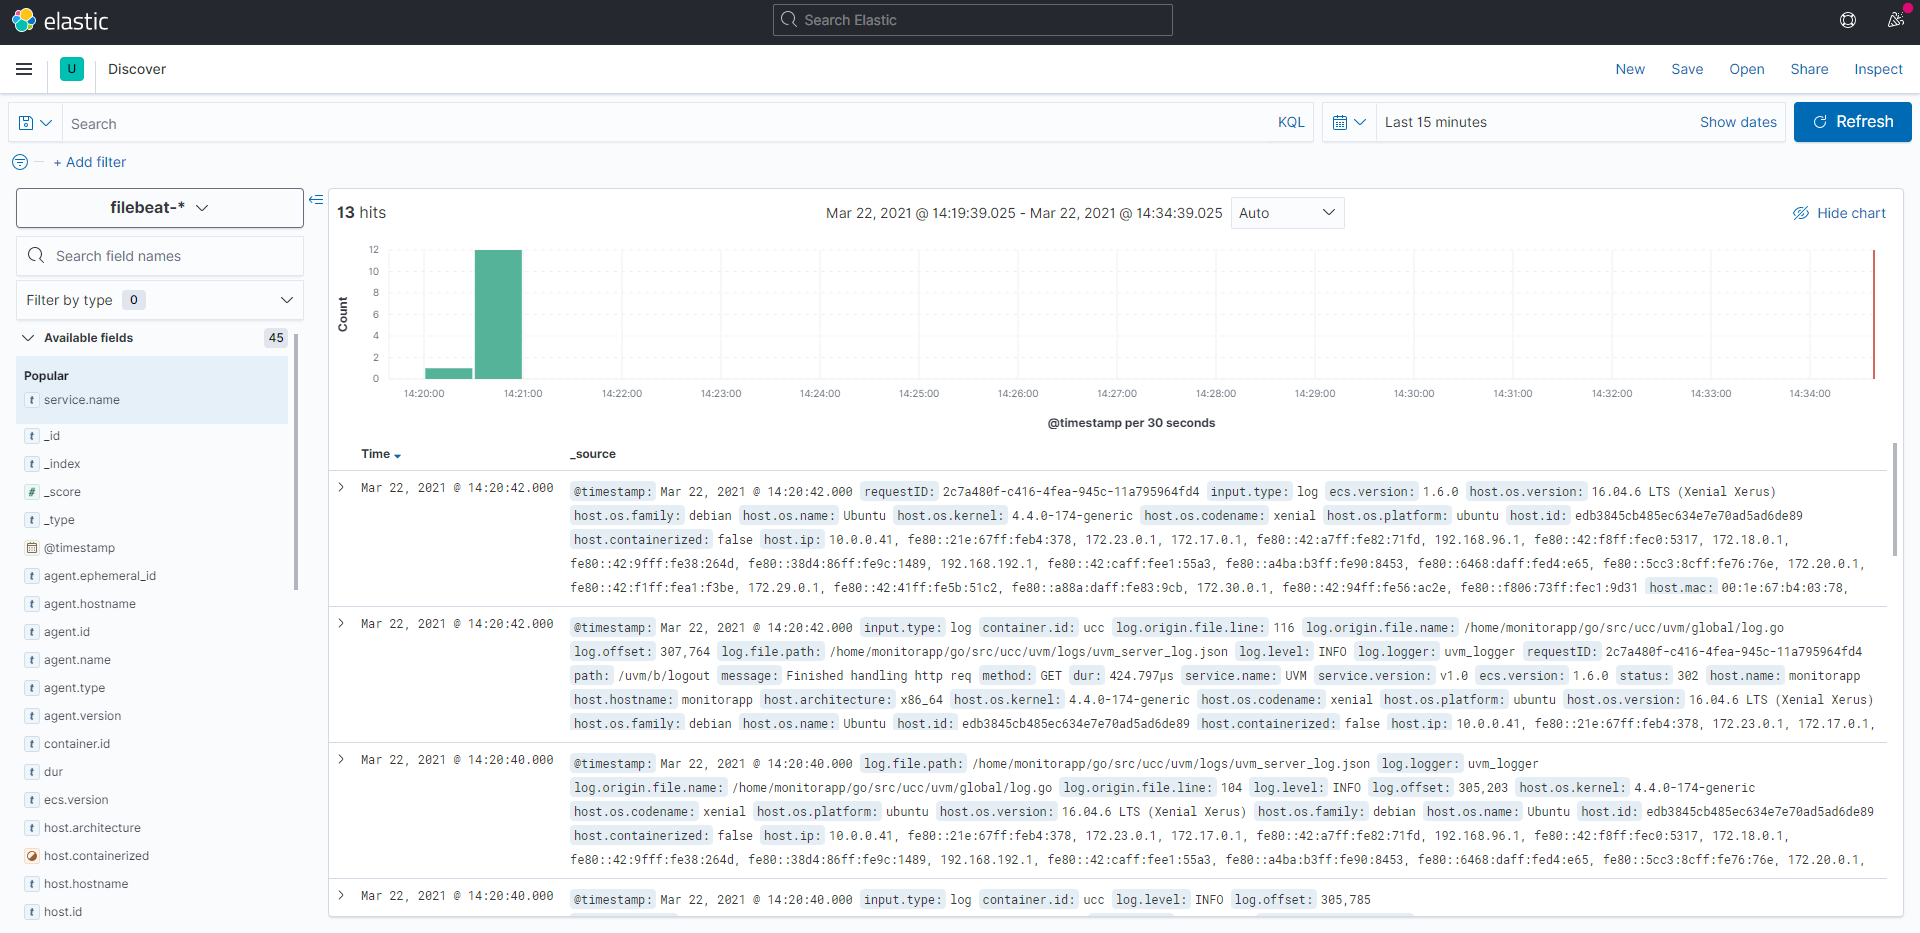 elastic
Search Elastic
U
Discover
New Save Open Share Inspect
Search
KQL
Last 15 minutes
Show dates
Refresh
+ Add filter
filebeat-*
Search field names
Filter by type 0
Available fields 45
Popular
t service.name
t _id
t _index
# _score
t _type
@timestamp
t agent.ephemeral_id
t agent.hostname
t agent.id
t agent.name
t agent.type
t agent.version
t container.id
t dur
t ecs.version
t host.architecture
host.containerized
t host.hostname
t host.id
13 hits
Mar 22, 2021 @ 14:19:39.025 - Mar 22, 2021 @ 14:34:39.025
Auto
Hide chart
Count
12
10
8
6
4
2
0
14:20:00 14:21:00 14:22:00 14:23:00 14:24:00 14:25:00 14:26:00 14:27:00 14:28:00 14:29:00 14:30:00 14:31:00 14:32:00 14:33:00 14:34:00
@timestamp per 30 seconds
Time _source
Mar 22, 2021 @ 14:20:42.000
@timestamp: Mar 22, 2021 @ 14:20:42.000 requestID: 2c7a480f-c416-4fea-945c-11a795964fd4 input.type: log ecs.version: 1.6.0 host.os.version: 16.04.6 LTS (Xenial Xerus)
host.os.family: debian host.os.name: Ubuntu host.os.kernel: 4.4.0-174-generic host.os.codename: xenial host.os.platform: ubuntu host.id: edb3845cb485ec634e7e70ad5ad6de89
host.containerized: false host.ip: 10.0.0.41, fe80::21e:67ff:feb4:378, 172.23.0.1, 172.17.0.1, fe80::42:a7ff:fe82:71fd, 192.168.96.1, fe80::42:f8ff:fec0:5317, 172.18.0.1,
fe80::42:9fff:fe38:264d, fe80::38d4:86ff:fe9c:1489, 192.168.192.1, fe80::42:caff:fee1:55a3, fe80::a4ba:b3ff:fe90:8453, fe80::6468:daff:fed4:e65, fe80::5cc3:8cff:fe76:76e, 172.20.0.1,
fe80::42:f1ff:fea1:f3be, 172.29.0.1, fe80::42:41ff:fe5b:51c2, fe80::a88a:daff:fe83:9cb, 172.30.0.1, fe80::42:94ff:fe56:ac2e, fe80::f806:73ff:fec1:9d31 host.mac: 00:1e:67:b4:03:78,
Mar 22, 2021 @ 14:20:42.000
@timestamp: Mar 22, 2021 @ 14:20:42.000 input.type: log container.id: ucc log.origin.file.line: 116 log.origin.file.name: /home/monitorapp/go/src/ucc/uvm/global/log.go
log.offset: 307,764 log.file.path: /home/monitorapp/go/src/ucc/uvm/logs/uvm_server_log.json log.level: INFO log.logger: uvm_logger requestID: 2c7a480f-c416-4fea-945c-11a795964fd4
path: /uvm/b/logout message: Finished handling http req method: GET dur: 424.797µs service.name: UVM service.version: v1.0 ecs.version: 1.6.0 status: 302 host.name: monitorapp
host.hostname: monitorapp host.architecture: x86_64 host.os.kernel: 4.4.0-174-generic host.os.codename: xenial host.os.platform: ubuntu host.os.version: 16.04.6 LTS (Xenial Xerus)
host.os.family: debian host.os.name: Ubuntu host.id: edb3845cb485ec634e7e70ad5ad6de89 host.containerized: false host.ip: 10.0.0.41, fe80::21e:67ff:feb4:378, 172.23.0.1, 172.17.0.1,
Mar 22, 2021 @ 14:20:40.000
@timestamp: Mar 22, 2021 @ 14:20:40.000 log.file.path: /home/monitorapp/go/src/ucc/uvm/logs/uvm_server_log.json log.logger: uvm_logger
log.origin.file.name: /home/monitorapp/go/src/ucc/uvm/global/log.go log.origin.file.line: 104 log.level: INFO log.offset: 305,203 host.os.kernel: 4.4.0-174-generic
host.os.codename: xenial host.os.platform: ubuntu host.os.version: 16.04.6 LTS (Xenial Xerus) host.os.family: debian host.os.name: Ubuntu host.id: edb3845cb485ec634e7e70ad5ad6de89
host.containerized: false host.ip: 10.0.0.41, fe80::21e:67ff:feb4:378, 172.23.0.1, 172.17.0.1, fe80::42:a7ff:fe82:71fd, 192.168.96.1, fe80::42:f8ff:fec0:5317, 172.18.0.1,
fe80::42:9fff:fe38:264d, fe80::38d4:86ff:fe9c:1489, 192.168.192.1, fe80::42:caff:fee1:55a3, fe80::a4ba:b3ff:fe90:8453, fe80::6468:daff:fed4:e65, fe80::5cc3:8cff:fe76:76e, 172.20.0.1,
Mar 22, 2021 @ 14:20:40.000
@timestamp: Mar 22, 2021 @ 14:20:40.000 input.type: log container.id: ucc log.level: INFO log.offset: 305,785